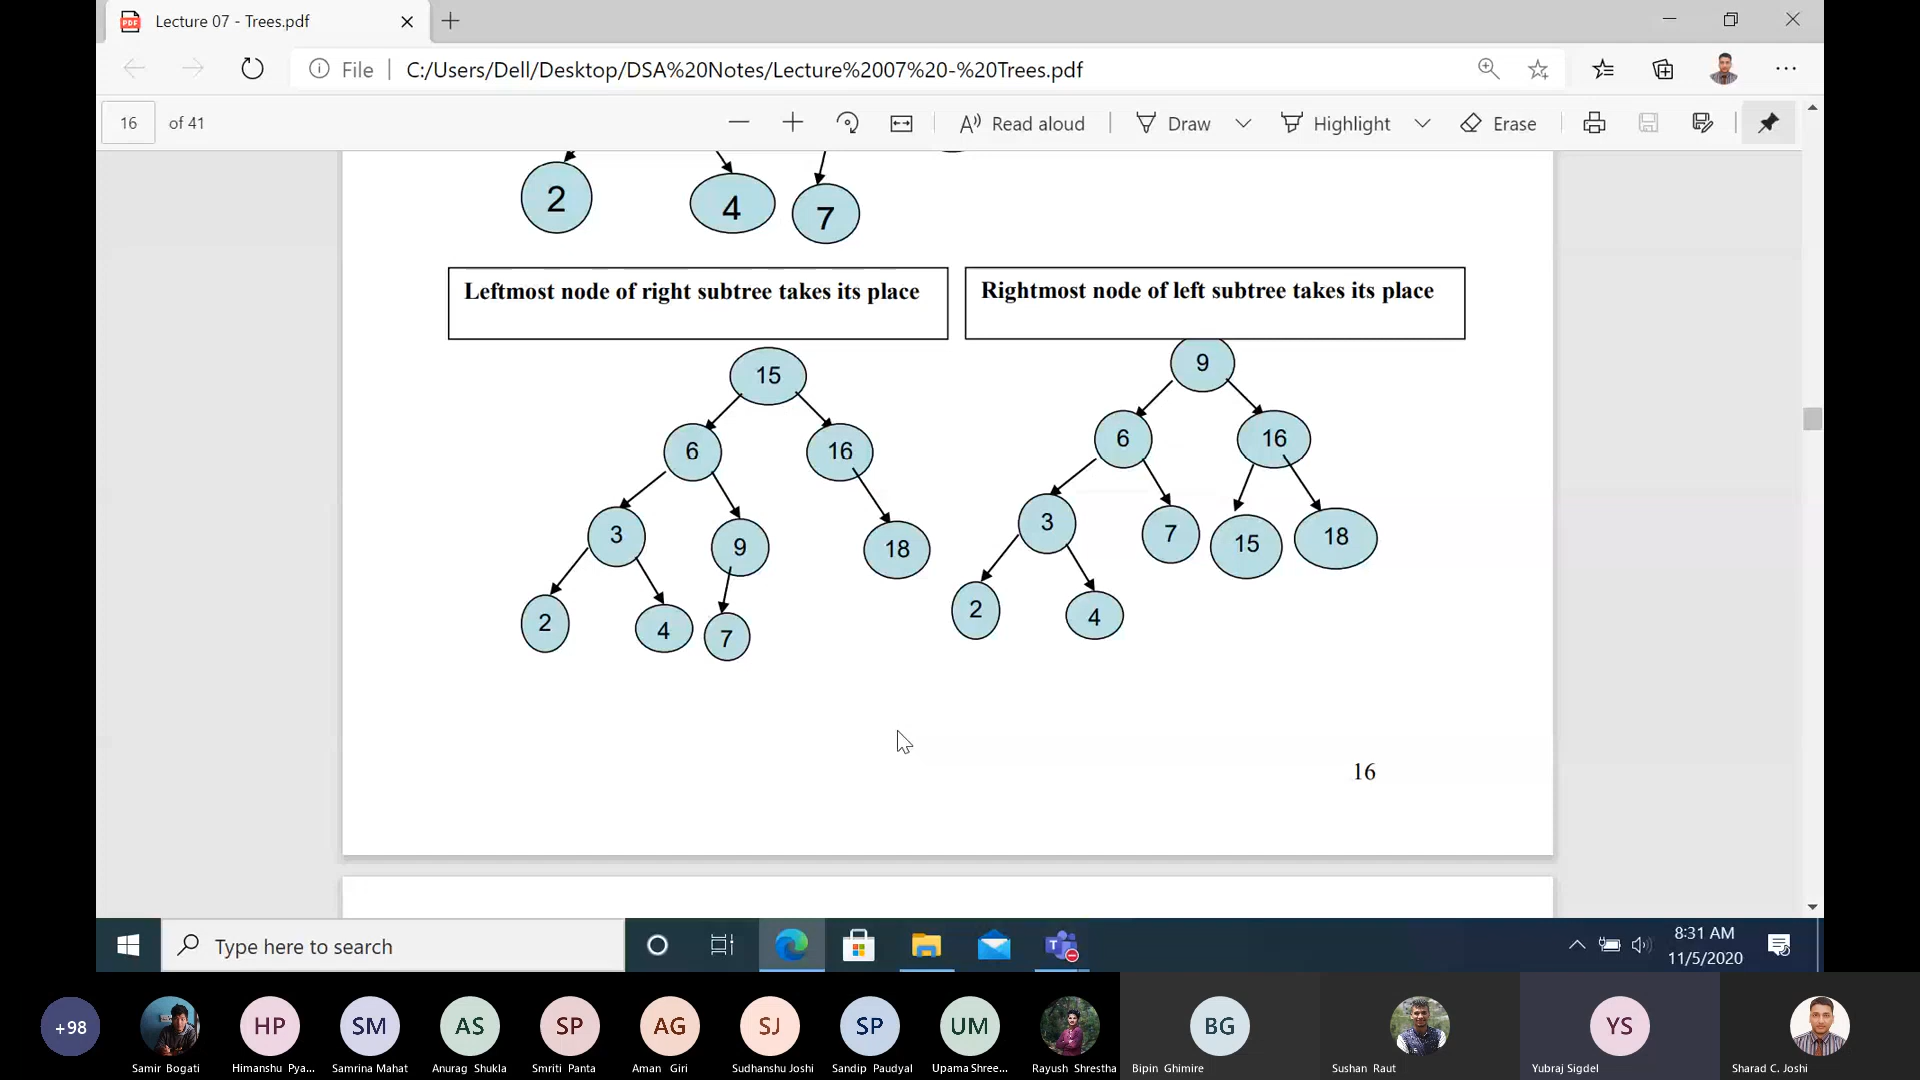 Lecture 07 - Trees.pdf
File
C:/Users/Dell/Desktop/DSA%20Notes/Lecture%2007%20-%20Trees.pdf
16 of 41
Read aloud
Draw
Highlight
Erase
2
4
7
Leftmost node of right subtree takes its place
Rightmost node of left subtree takes its place
15
6
16
3
9
18
2
4
7
9
6
16
3
7
15
18
2
4
16
Type here to search
8:31 AM
11/5/2020
+98
HP
SM
AS
SP
AG
SJ
SP
UM
BG
YS
Samir Bogati
Himanshu Pya...
Samrina Mahat
Anurag Shukla
Smriti Panta
Aman Giri
Sudhanshu Joshi
Sandip Paudyal
Upama Shree...
Rayush Shrestha
Bipin Ghimire
Sushan Raut
Yubraj Sigdel
Sharad C. Joshi